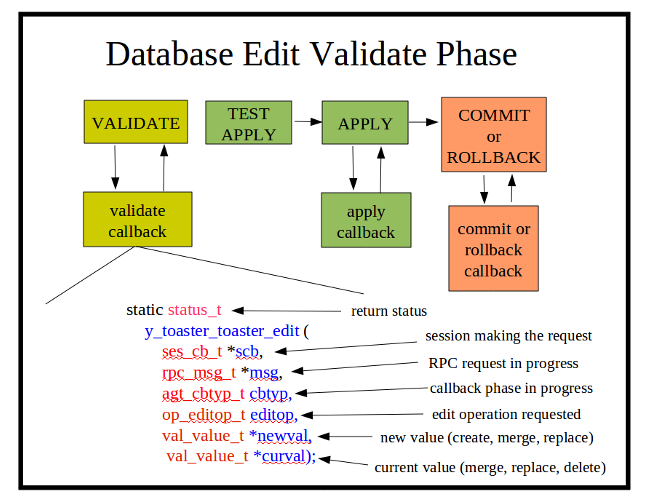 Database Edit Validate Phase
VALIDATE
TEST
APPLY
APPLY
COMMIT
or
ROLLBACK
validate
callback
apply
callback
commit or
rollback
callback
static status_t
return status
y_toaster_toaster_edit (
ses_cb_t *scb,
session making the request
rpc_msg_t *msg,
RPC request in progress
agt_cbtyp_t cbtyp,
callback phase in progress
op_editop_t editop,
edit operation requested
val_value_t *newval,
new value (create, merge, replace)
val_value_t *curval);
current value (merge, replace, delete)